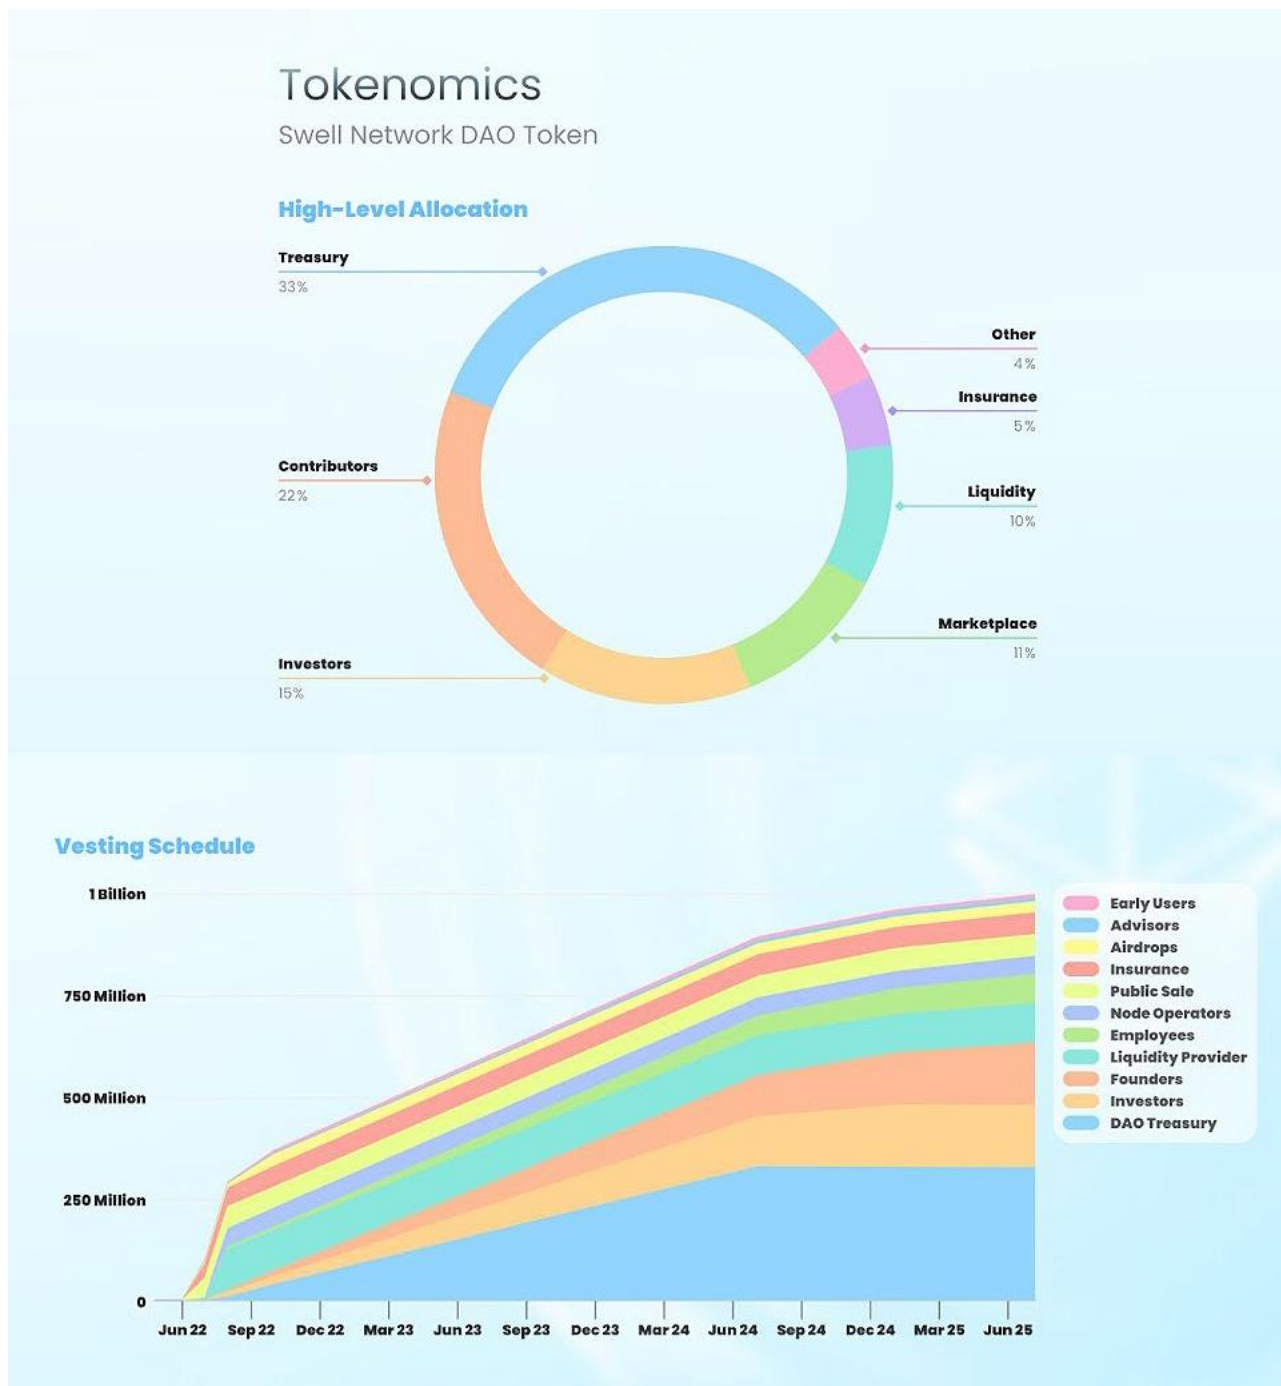 Tokenomics
Swell Network DAO Token
High-Level Allocation
Treasury
33%
Other
4%
Insurance
5%
Contributors
22%
Liquidity
10%
Marketplace
11%
Investors
15%
Vesting Schedule
1 Billion
750 Million
500 Million
250 Million
0
Jun 22 Sep 22 Dec 22 Mar 23 Jun 23 Sep 23 Dec 23 Mar 24 Jun 24 Sep 24 Dec 24 Mar 25 Jun 25
Early Users
Advisors
Airdrops
Insurance
Public Sale
Node Operators
Employees
Liquidity Provider
Founders
Investors
DAO Treasury